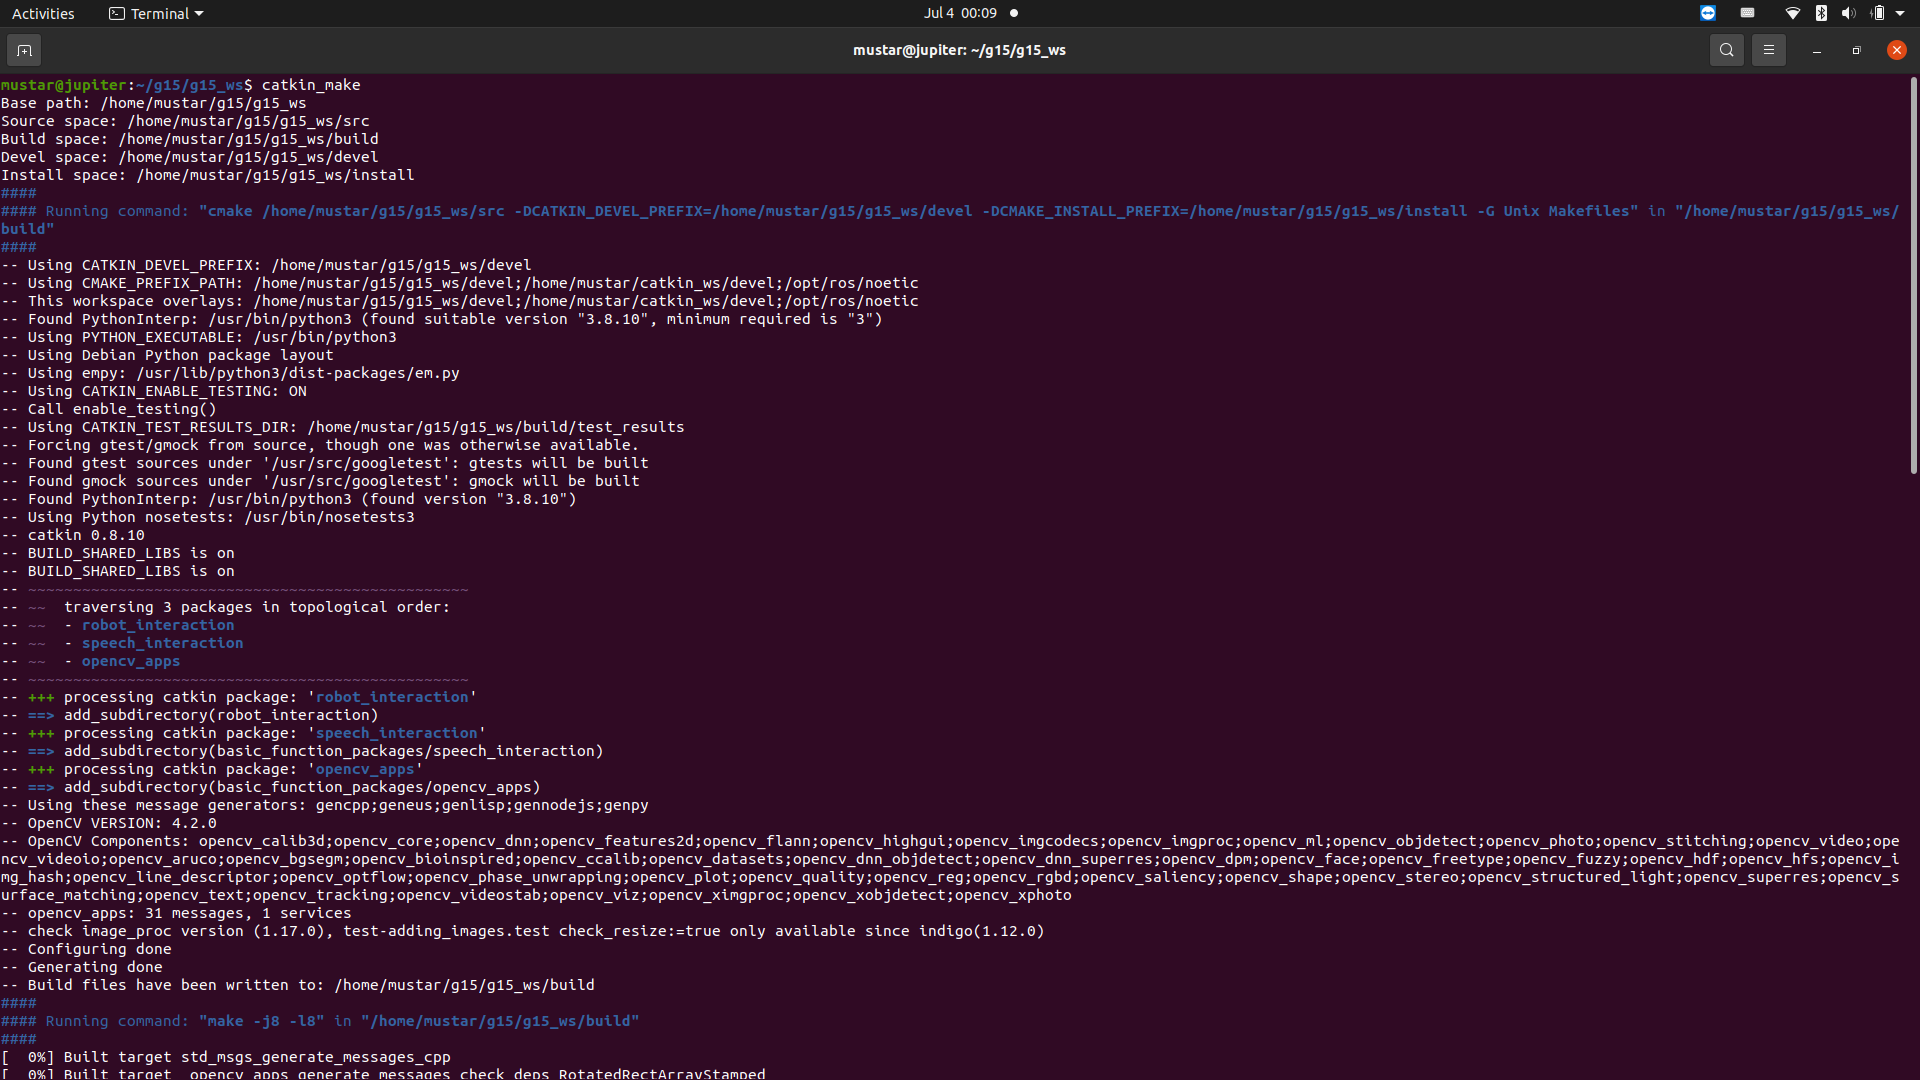 Activities
Terminal
Jul 4 00:09
mustar@jupiter: ~/g15/g15_ws
mustar@jupiter:~/g15/g15_ws$ catkin_make
Base path: /home/mustar/g15/g15_ws
Source space: /home/mustar/g15/g15_ws/src
Build space: /home/mustar/g15/g15_ws/build
Devel space: /home/mustar/g15/g15_ws/devel
Install space: /home/mustar/g15/g15_ws/install
####
#### Running command: "cmake /home/mustar/g15/g15_ws/src -DCATKIN_DEVEL_PREFIX=/home/mustar/g15/g15_ws/devel -DCMAKE_INSTALL_PREFIX=/home/mustar/g15/g15_ws/install -G Unix Makefiles" in "/home/mustar/g15/g15_ws/
build"
####
-- Using CATKIN_DEVEL_PREFIX: /home/mustar/g15/g15_ws/devel
-- Using CMAKE_PREFIX_PATH: /home/mustar/g15/g15_ws/devel;/home/mustar/catkin_ws/devel;/opt/ros/noetic
-- This workspace overlays: /home/mustar/g15/g15_ws/devel;/home/mustar/catkin_ws/devel;/opt/ros/noetic
-- Found PythonInterp: /usr/bin/python3 (found suitable version "3.8.10", minimum required is "3")
-- Using PYTHON_EXECUTABLE: /usr/bin/python3
-- Using Debian Python package layout
-- Using empy: /usr/lib/python3/dist-packages/em.py
-- Using CATKIN_ENABLE_TESTING: ON
-- Call enable_testing()
-- Using CATKIN_TEST_RESULTS_DIR: /home/mustar/g15/g15_ws/build/test_results
-- Forcing gtest/gmock from source, though one was otherwise available.
-- Found gtest sources under '/usr/src/googletest': gtests will be built
-- Found gmock sources under '/usr/src/googletest': gmock will be built
-- Found PythonInterp: /usr/bin/python3 (found version "3.8.10")
-- Using Python nosetests: /usr/bin/nosetests3
-- catkin 0.8.10
-- BUILD_SHARED_LIBS is on
-- BUILD_SHARED_LIBS is on
-- ~~~~~~~~~~~~~~~~~~~~~~~~~~~~~~~~~~~~~~~~~~~~~~~~~
-- ~~  traversing 3 packages in topological order:
-- ~~  - robot_interaction
-- ~~  - speech_interaction
-- ~~  - opencv_apps
-- ~~~~~~~~~~~~~~~~~~~~~~~~~~~~~~~~~~~~~~~~~~~~~~~~~
-- +++ processing catkin package: 'robot_interaction'
-- ==> add_subdirectory(robot_interaction)
-- +++ processing catkin package: 'speech_interaction'
-- ==> add_subdirectory(basic_function_packages/speech_interaction)
-- +++ processing catkin package: 'opencv_apps'
-- ==> add_subdirectory(basic_function_packages/opencv_apps)
-- Using these message generators: gencpp;geneus;genlisp;gennodejs;genpy
-- OpenCV VERSION: 4.2.0
-- OpenCV Components: opencv_calib3d;opencv_core;opencv_dnn;opencv_features2d;opencv_flann;opencv_highgui;opencv_imgcodecs;opencv_imgproc;opencv_ml;opencv_objdetect;opencv_photo;opencv_stitching;opencv_video;ope
ncv_videoio;opencv_aruco;opencv_bgsegm;opencv_bioinspired;opencv_ccalib;opencv_datasets;opencv_dnn_objdetect;opencv_dnn_superres;opencv_dpm;opencv_face;opencv_freetype;opencv_fuzzy;opencv_hdf;opencv_hfs;opencv_i
mg_hash;opencv_line_descriptor;opencv_optflow;opencv_phase_unwrapping;opencv_plot;opencv_quality;opencv_reg;opencv_rgbd;opencv_saliency;opencv_shape;opencv_stereo;opencv_structured_light;opencv_superres;opencv_s
urface_matching;opencv_text;opencv_tracking;opencv_videostab;opencv_viz;opencv_ximgproc;opencv_xobjdetect;opencv_xphoto
-- opencv_apps: 31 messages, 1 services
-- check image_proc version (1.17.0), test-adding_images.test check_resize:=true only available since indigo(1.12.0)
-- Configuring done
-- Generating done
-- Build files have been written to: /home/mustar/g15/g15_ws/build
####
#### Running command: "make -j8 -l8" in "/home/mustar/g15/g15_ws/build"
####
[  0%] Built target std_msgs_generate_messages_cpp
[  0%] Built target _opencv_apps_generate_messages_check_deps_RotatedRectArrayStamped